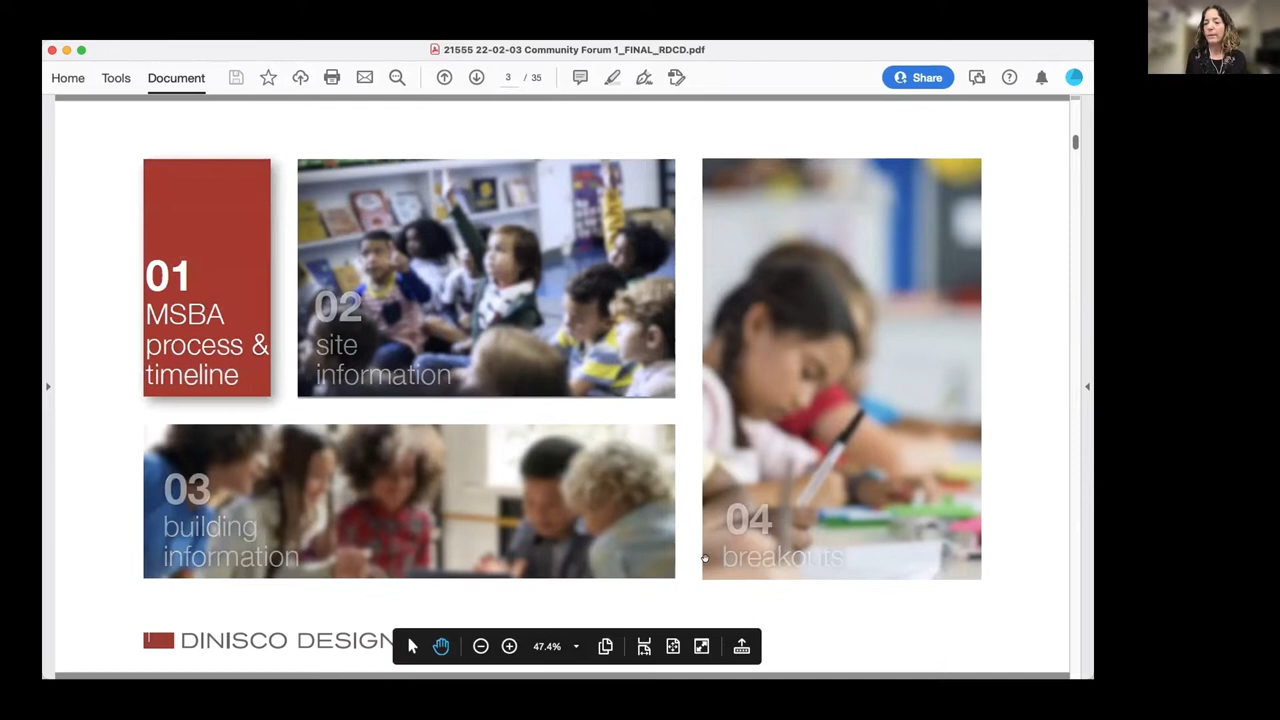 21555 22-02-03 Community Forum 1_FINAL_RDCD.pdf
Home Tools Document 3 / 35 Share
01
MSBA
process &
timeline
02
site
information
03
building
information
04
breakouts
DINISCO DESIGN
47.4%